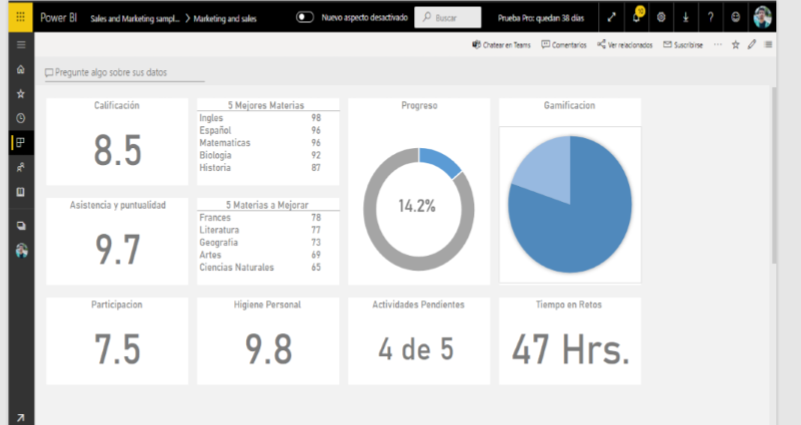 Power BI Sales and Marketing sampl... > Marketing and sales Nuevo aspecto desactivado Buscar Prueba Pro: quedan 38 días 10
Chatear en Teams Comentarios Ver relacionados Suscribirse ...
Pregunte algo sobre sus datos
Calificación
8.5
5 Mejores Materias
Ingles 98
Español 96
Matematicas 96
Biologia 92
Historia 87
Progreso
14.2%
Gamificacion
Asistencia y puntualidad
9.7
5 Materias a Mejorar
Frances 78
Literatura 77
Geografia 73
Artes 69
Ciencias Naturales 65
Participacion
7.5
Higiene Personal
9.8
Actividades Pendientes
4 de 5
Tiempo en Retos
47 Hrs.